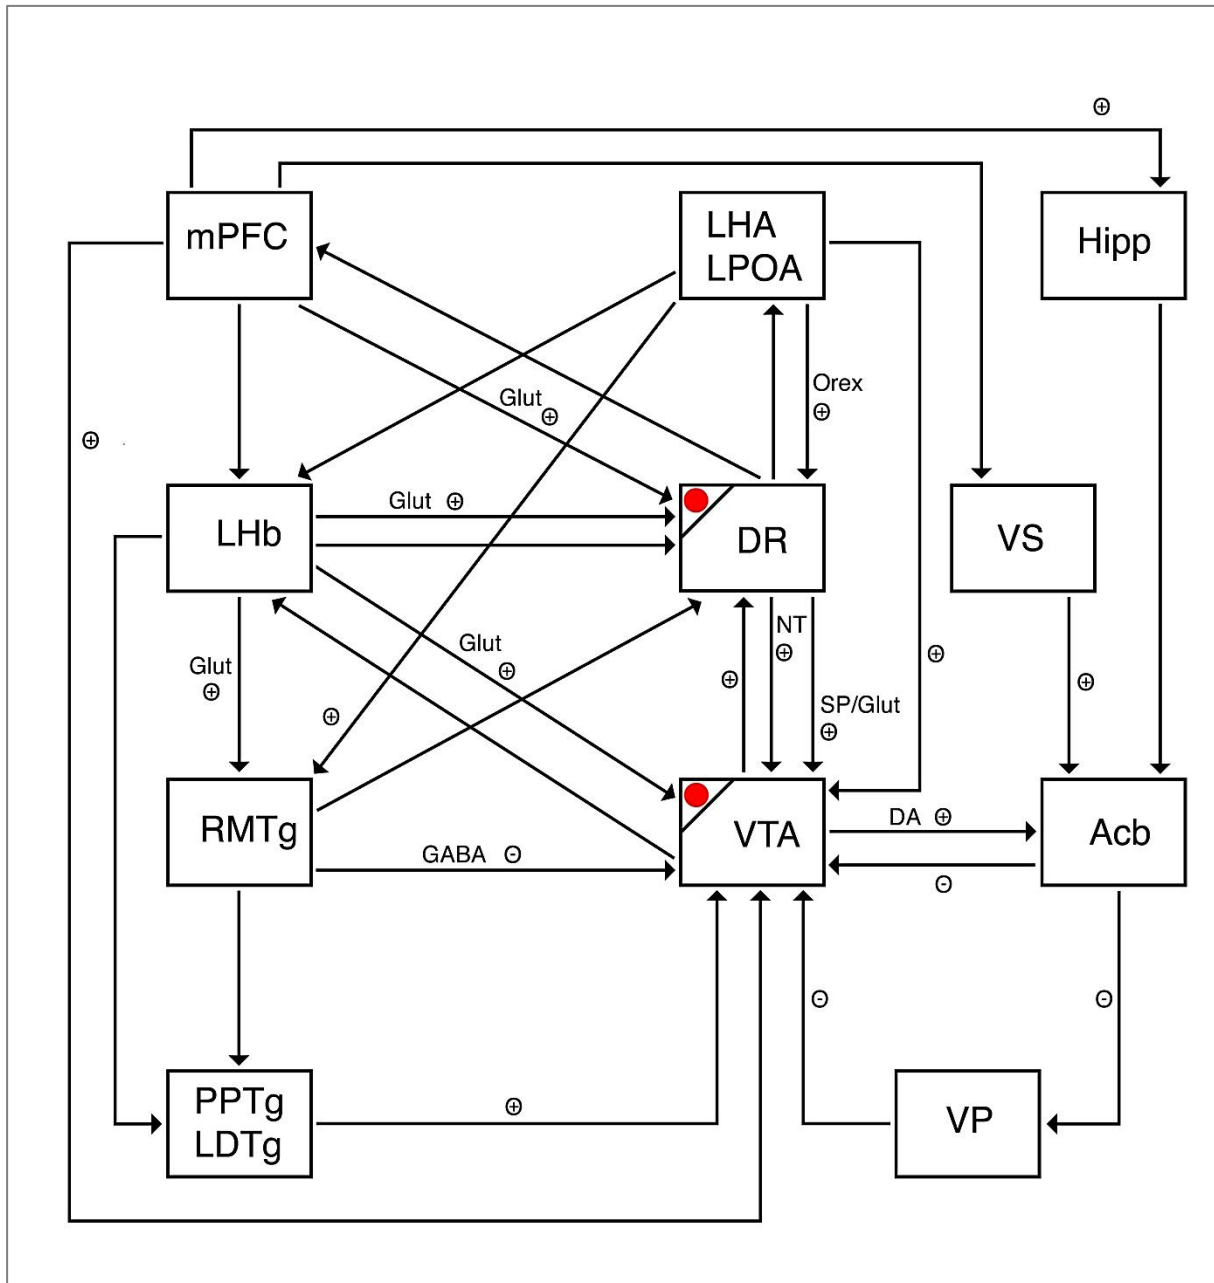 ⊕
mPFC
LHA
LPOA
Hipp
Orex
⊕
Glut
⊕
⊕
LHb
Glut ⊕
DR
VS
Glut
⊕
Glut
⊕
NT
⊕
⊕
⊕
⊕
⊕
SP/Glut
⊕
RMTg
VTA
DA ⊕
Acb
GABA ⊖
⊖
⊖
⊖
PPTg
LDTg
⊕
VP